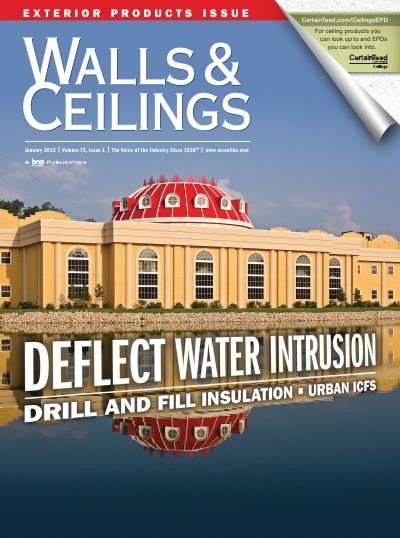 EXTERIOR PRODUCTS ISSUE
CertainTeed.com/CeilingsEPD
For ceiling products you
can look up to and EPDs
you can look into.
CertainTeed
Ceilings
WALLS &
CEILINGS
January 2012 | Volume 75, Issue 1 | The Voice of the Industry Since 1938™ | www.wconline.com
A bnp PUBLICATION
DEFLECT WATER INTRUSION
DRILL AND FILL INSULATION ▪ URBAN ICFS